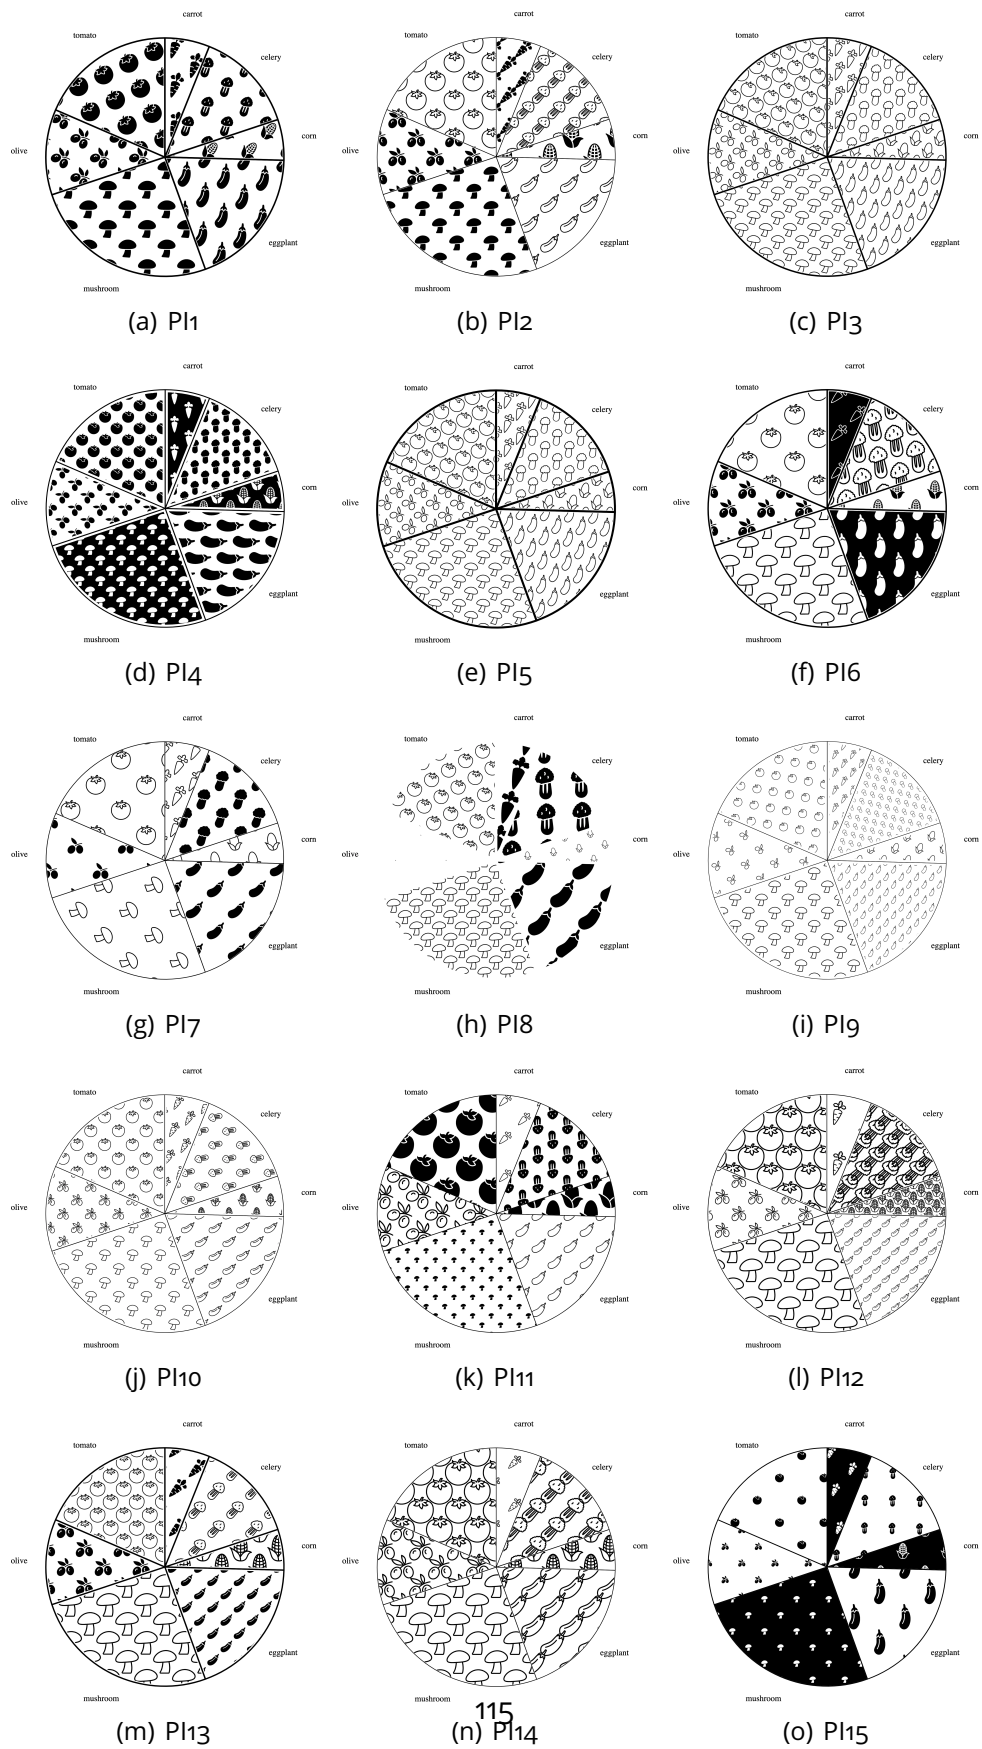 carrot carrot carrot
tomato tomato tomato
celery celery celery
corn corn corn
olive olive olive
eggplant eggplant eggplant
mushroom mushroom mushroom
(a) PI1 (b) PI2 (c) PI3
carrot carrot carrot
tomato tomato tomato
celery celery celery
corn corn corn
olive olive olive
eggplant eggplant eggplant
mushroom mushroom mushroom
(d) PI4 (e) PI5 (f) PI6
carrot carrot carrot
tomato tomato tomato
celery celery celery
corn corn corn
olive olive olive
eggplant eggplant eggplant
mushroom mushroom mushroom
(g) PI7 (h) PI8 (i) PI9
carrot carrot carrot
tomato tomato tomato
celery celery celery
corn corn corn
olive olive olive
eggplant eggplant eggplant
mushroom mushroom mushroom
(j) PI10 (k) PI11 (l) PI12
carrot carrot carrot
tomato tomato tomato
celery celery celery
corn corn corn
olive olive olive
eggplant eggplant eggplant
mushroom mushroom mushroom
115
(m) PI13 (n) PI14 (o) PI15